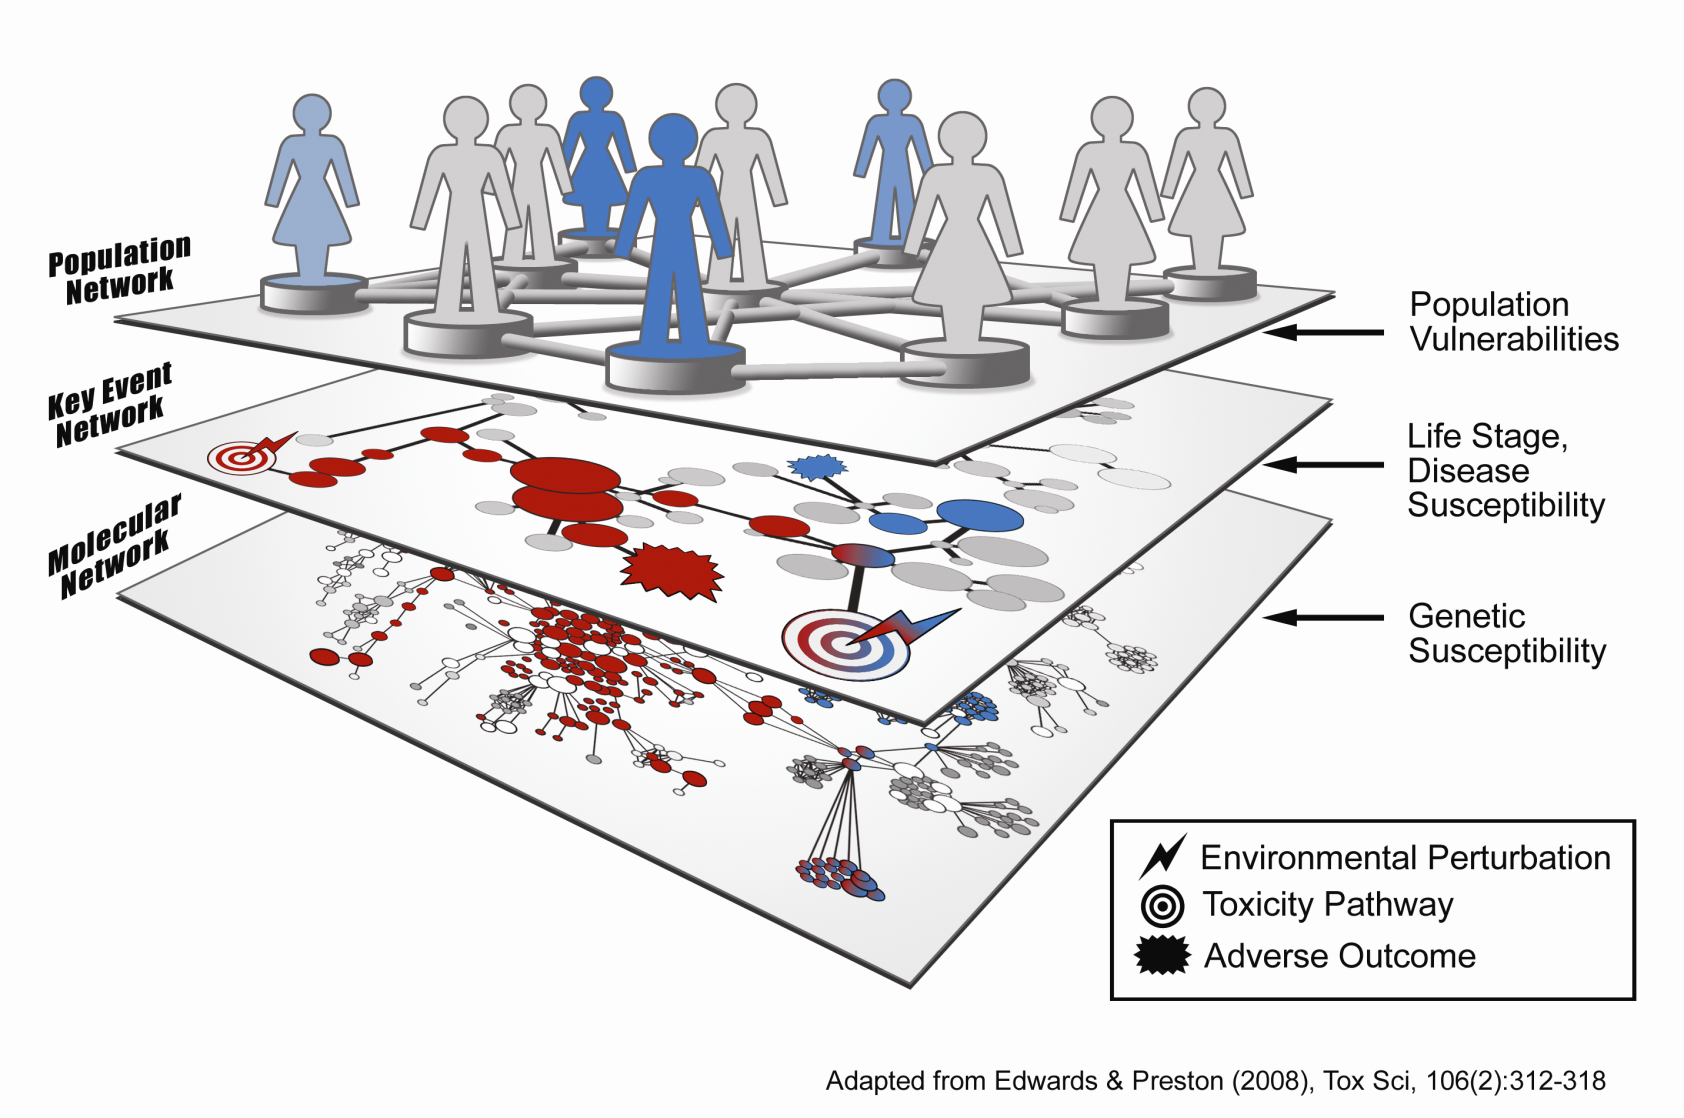 Population
Network
Key Event
Network
Molecular
Network
Population
Vulnerabilities
Life Stage,
Disease
Susceptibility
Genetic
Susceptibility
Environmental Perturbation
Toxicity Pathway
Adverse Outcome
Adapted from Edwards & Preston (2008), Tox Sci, 106(2):312-318